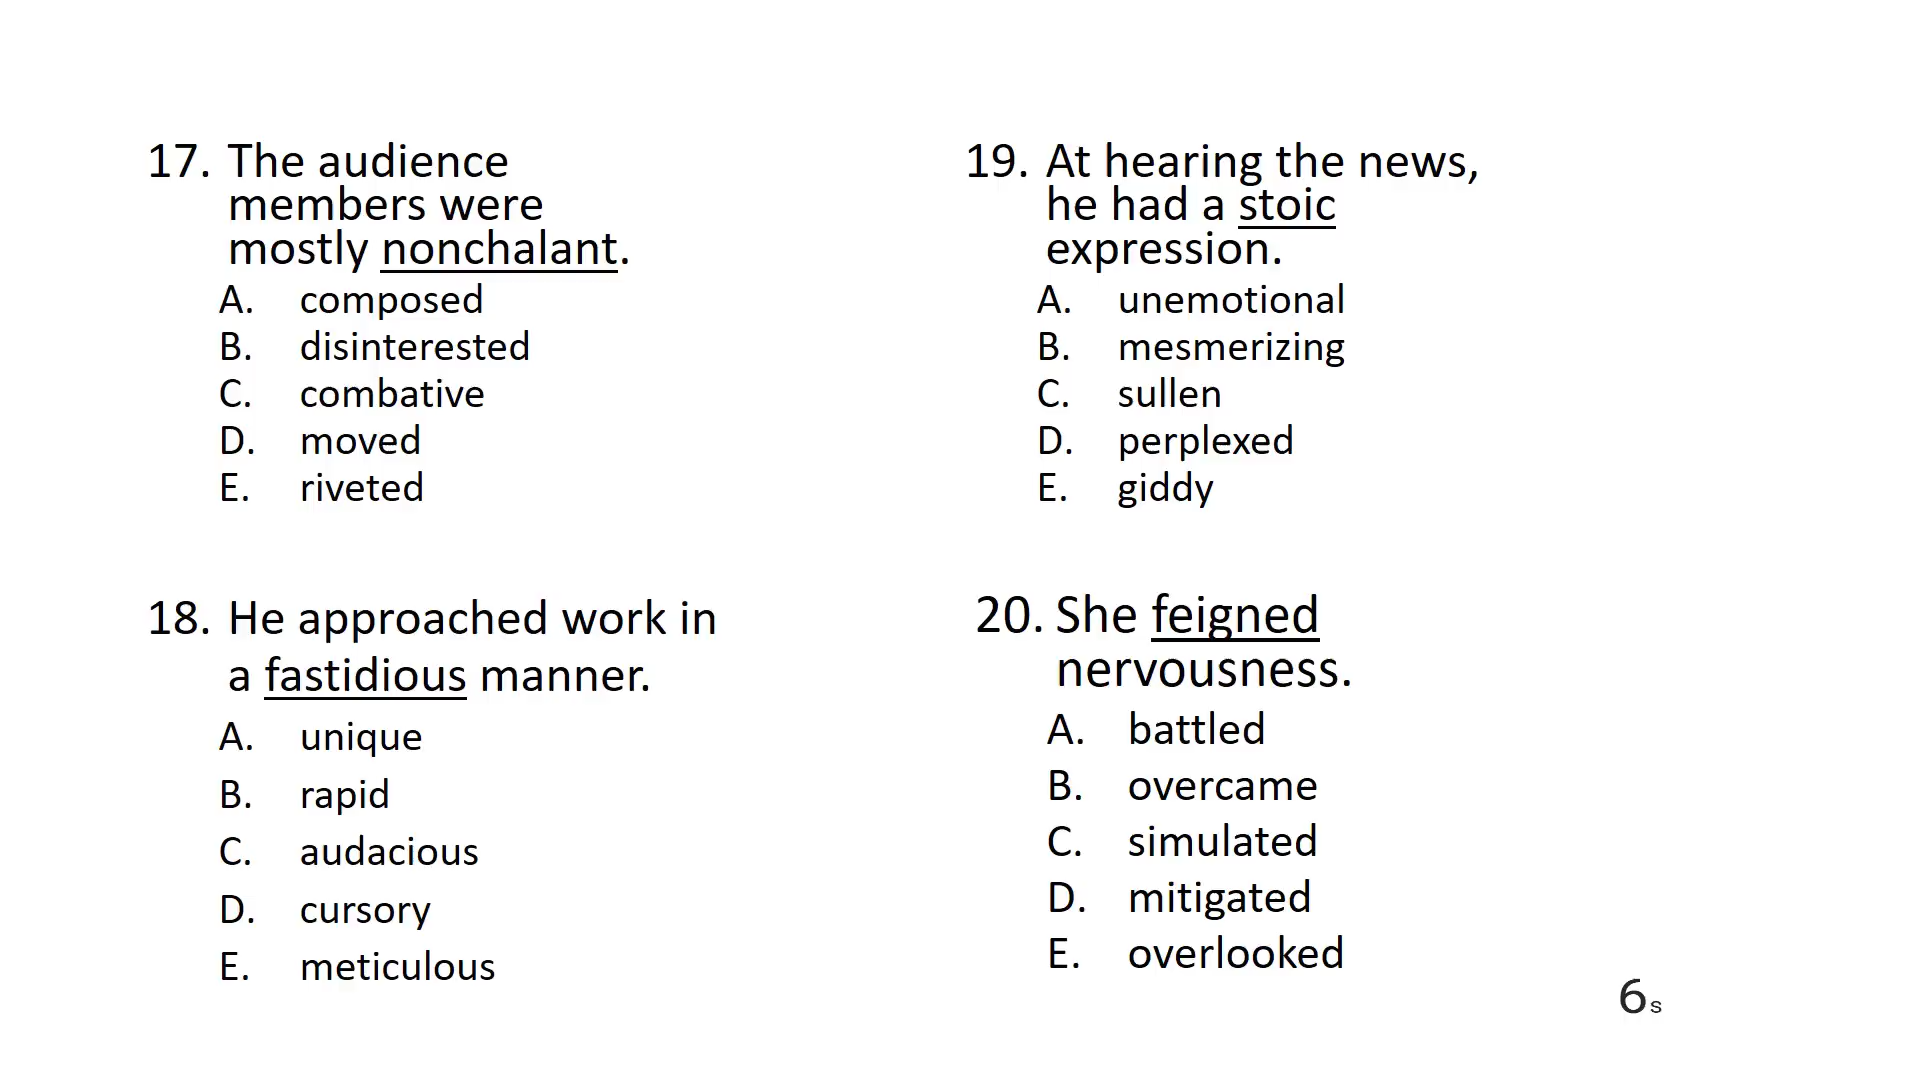 17. The audience
members were
mostly nonchalant.
A. composed
B. disinterested
C. combative
D. moved
E. riveted
18. He approached work in
a fastidious manner.
A. unique
B. rapid
C. audacious
D. cursory
E. meticulous
19. At hearing the news,
he had a stoic
expression.
A. unemotional
B. mesmerizing
C. sullen
D. perplexed
E. giddy
20. She feigned
nervousness.
A. battled
B. overcame
C. simulated
D. mitigated
E. overlooked
6s